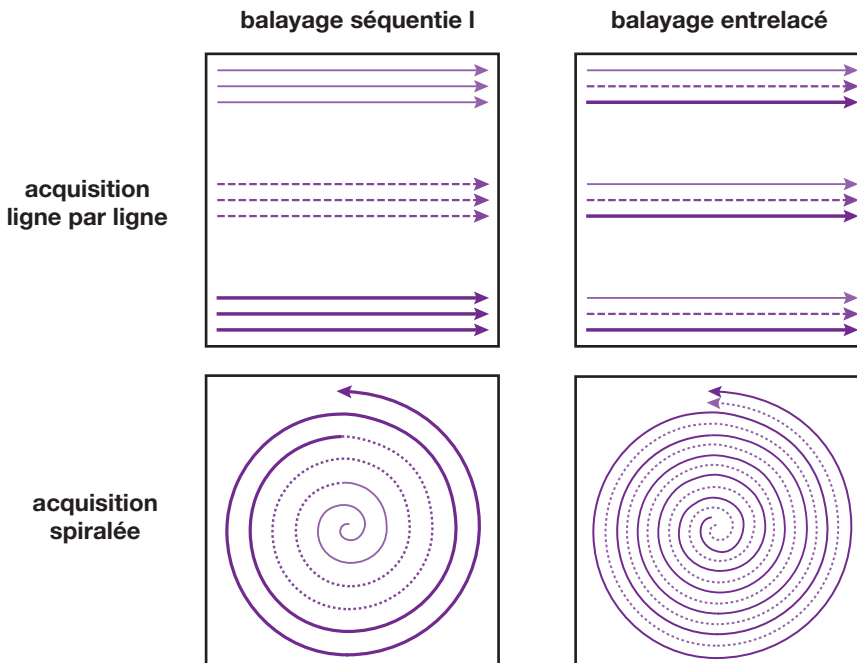 balayage séquentie l
balayage entrelacé
acquisition
ligne par ligne
acquisition
spiralée